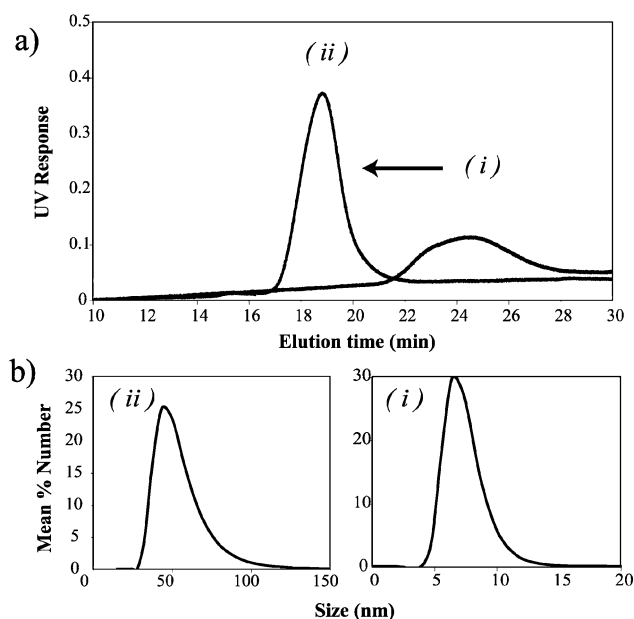 a)
0.5
0.4
0.3
0.2
0.1
0
UV Response
( ii )
( i )
10 12 14 16 18 20 22 24 26 28 30
Elution time (min)
b)
Mean % Number
30
25
20
15
10
5
0
( ii )
0 50 100 150
30
20
10
0
( i )
0 5 10 15 20
Size (nm)